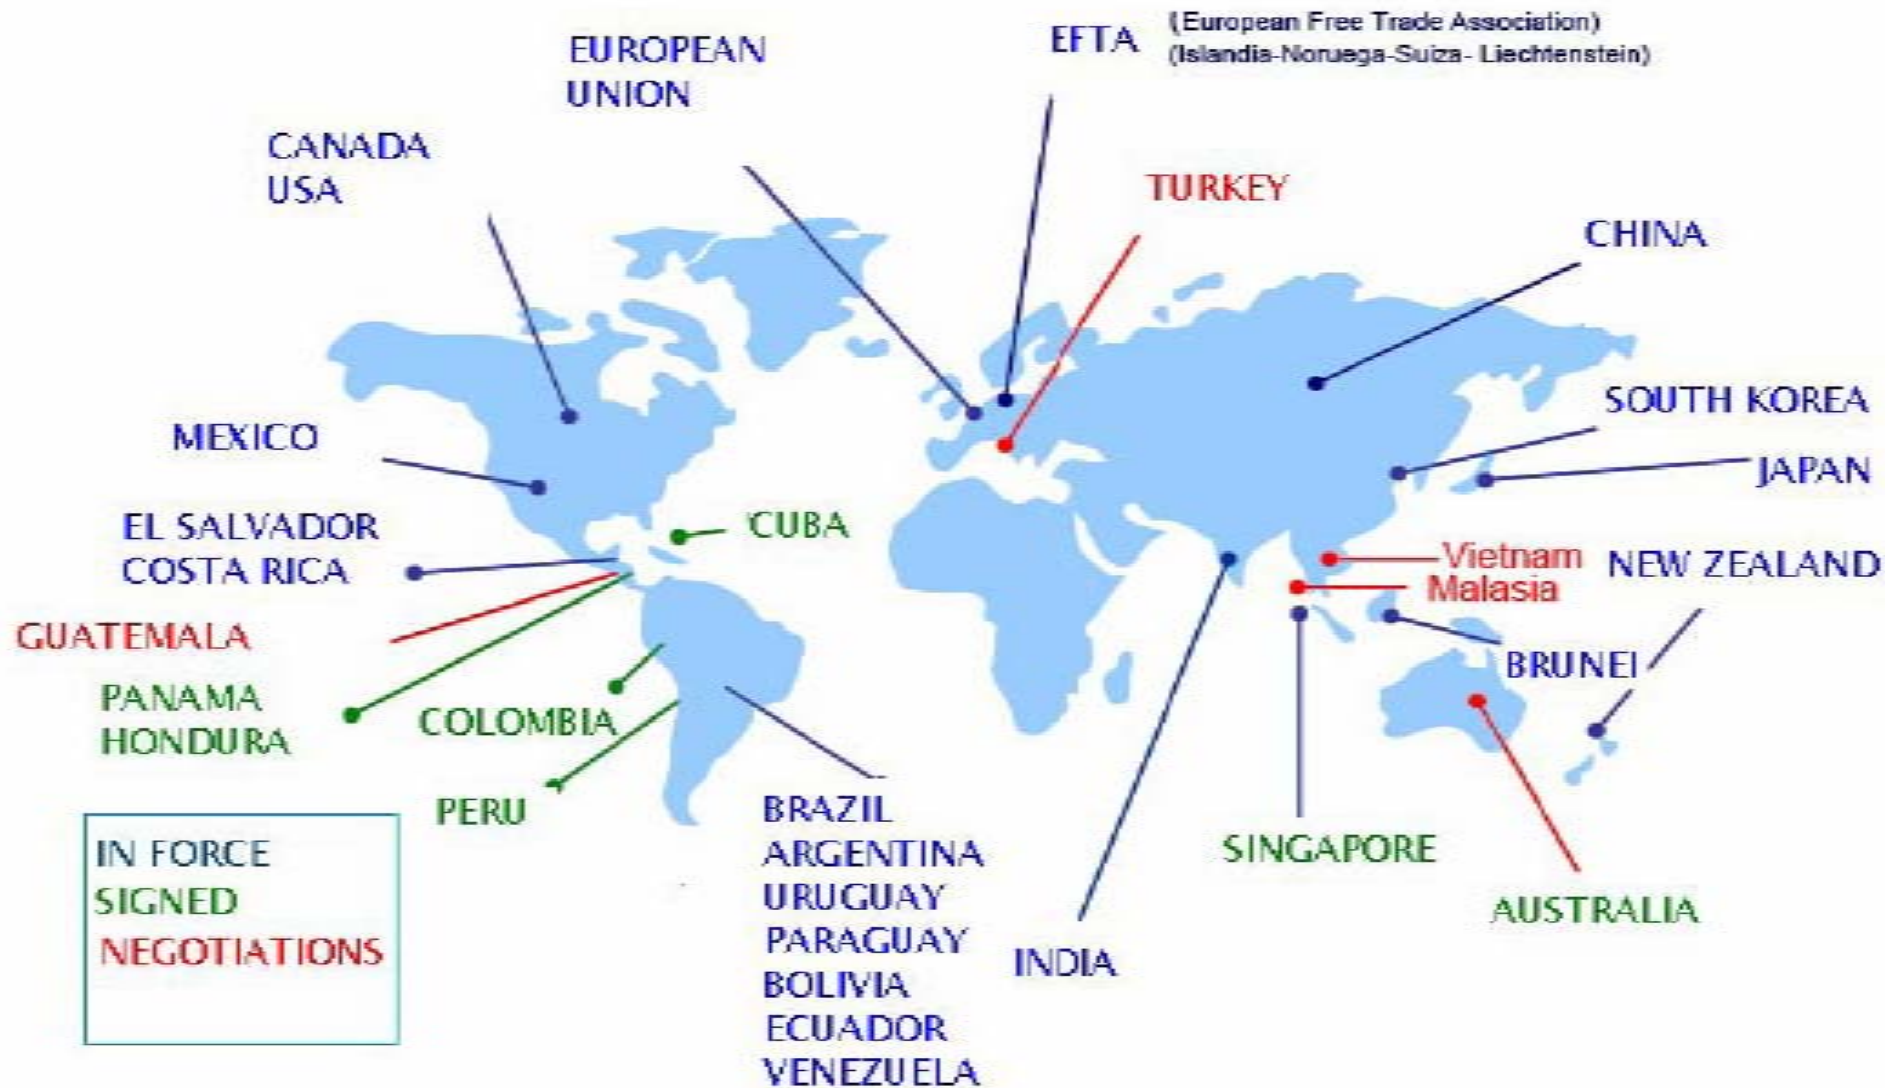 EUROPEAN
UNION
EFTA
(European Free Trade Association)
(Islandia-Noruega-Suiza- Liechtenstein)
CANADA
USA
TURKEY
CHINA
MEXICO
SOUTH KOREA
JAPAN
EL SALVADOR
COSTA RICA
'CUBA
Vietnam
Malasia
NEW ZEALAND
GUATEMALA
PANAMA
HONDURA
COLOMBIA
BRUNEI
PERU
BRAZIL
ARGENTINA
URUGUAY
PARAGUAY
BOLIVIA
ECUADOR
VENEZUELA
INDIA
SINGAPORE
AUSTRALIA
IN FORCE
SIGNED
NEGOTIATIONS